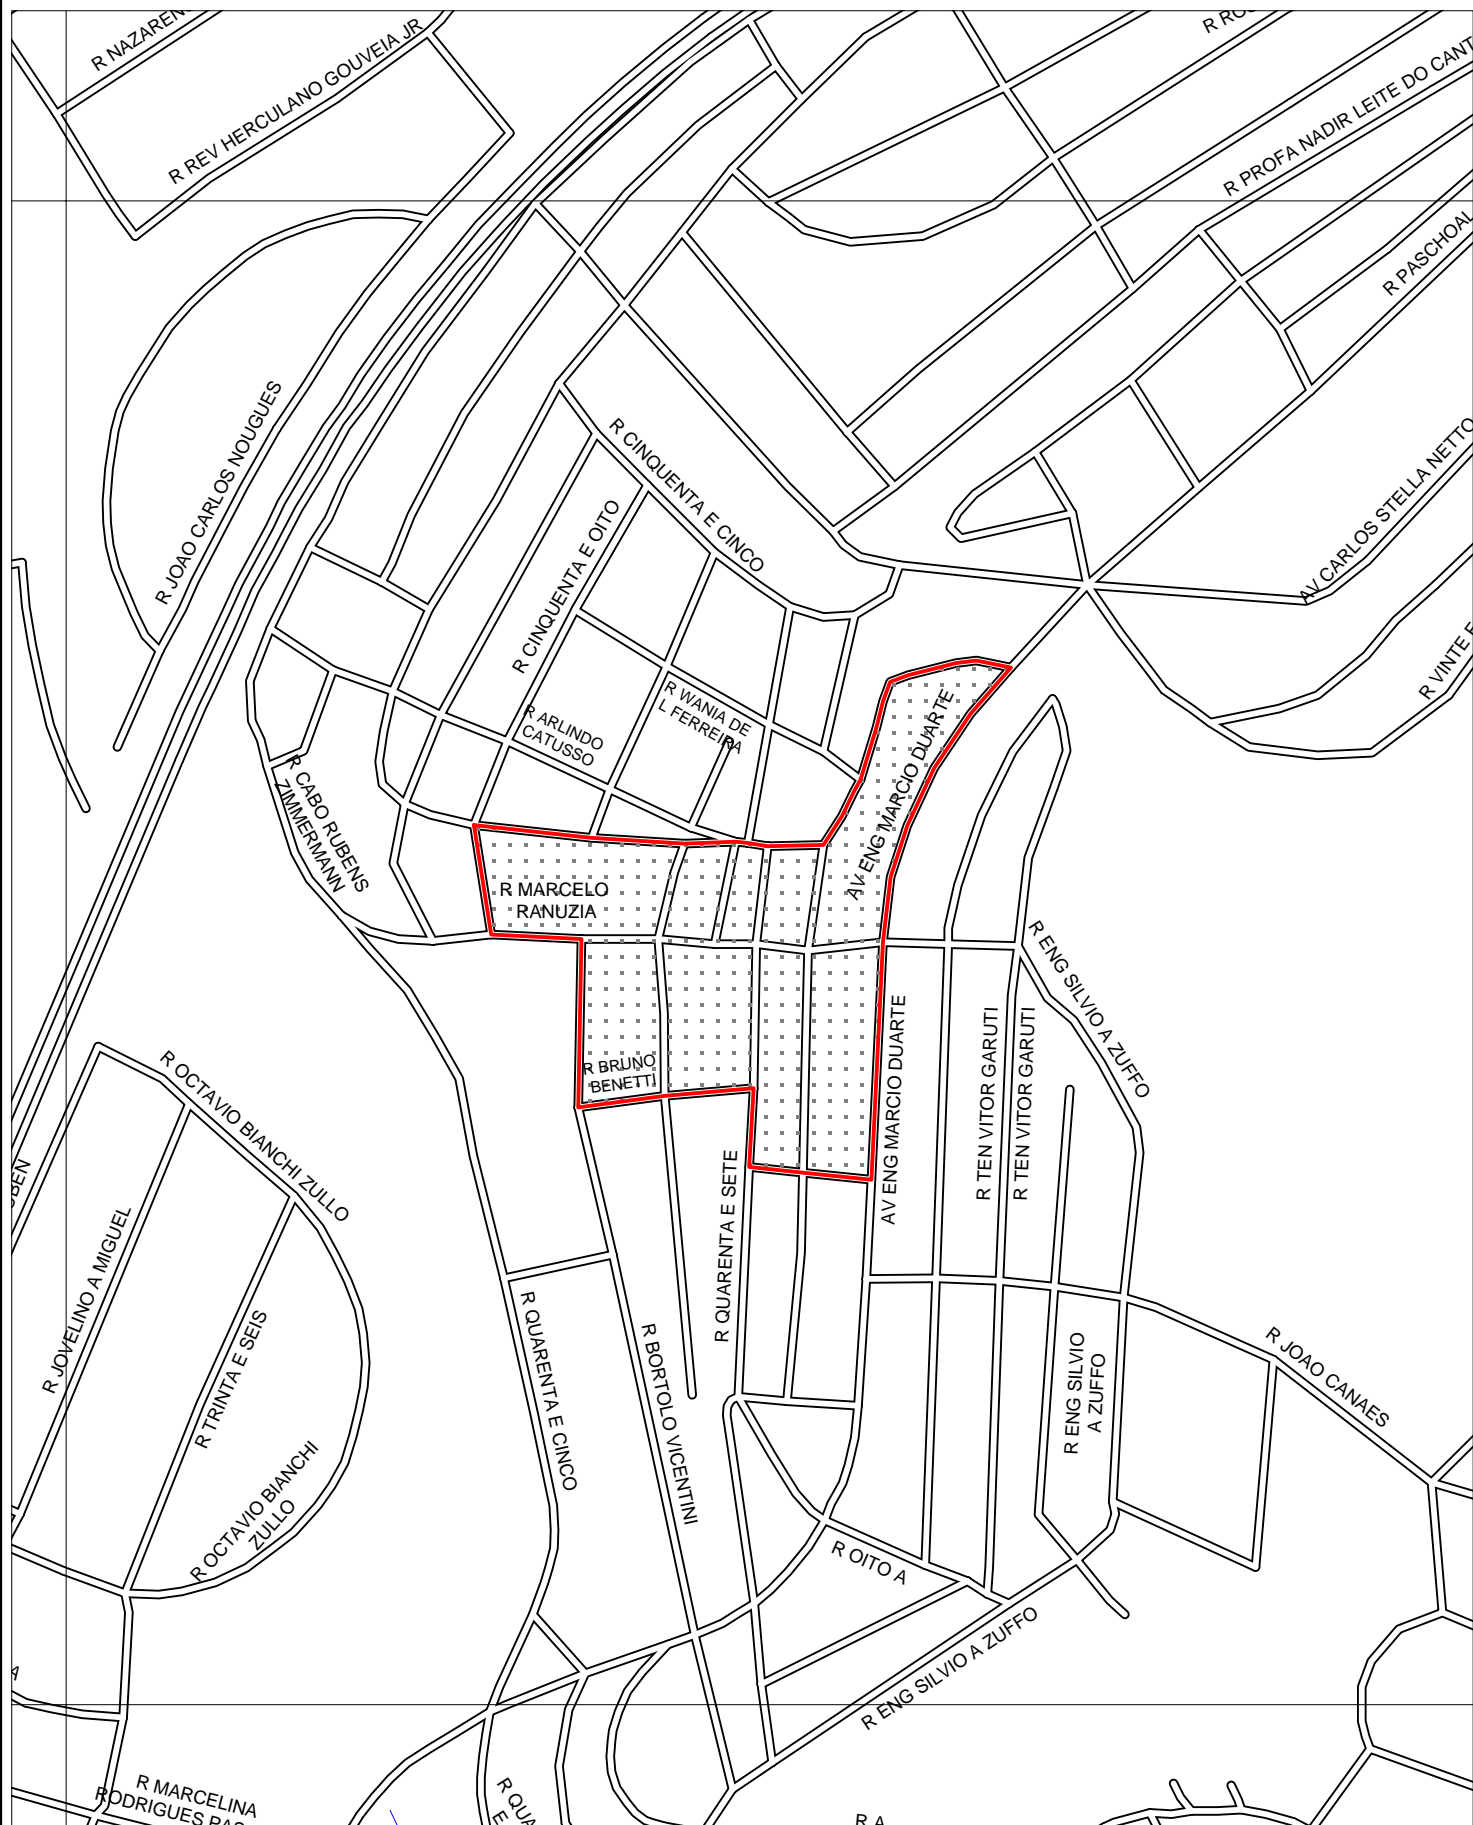 R REV HERCULANO GOUVEIA JR
R PROFA NADIR LEITE DO CANT
R PASCHOAL
R JOAO CARLOS NOUGUES
R CINQUENTA E CINCO
AV CARLOS STELLA NETTO
R CINQUENTA E OITO
R VINTE
R WANIA DE
L FERREIRA
R ARLINDO
CATUSSO
AV ENG MARCIO DUARTE
R CABO RUBENS
ZIMMERMANN
R MARCELO
RANUZIA
R ENG SILVIO A ZUFFO
R BRUNO
BENETTI
AV ENG MARCIO DUARTE
R TEN VITOR GARUTI
R TEN VITOR GARUTI
R OCTAVIO BIANCHI ZULLO
R QUARENTA E SETE
R JOVELINO A MIGUEL
R TRINTA E SEIS
R QUARENTA E CINCO
R BORTOLO VICENTINI
R ENG SILVIO
A ZUFFO
R JOAO CANAES
R OCTAVIO BIANCHI
ZULLO
R OITO A
R ENG SILVIO A ZUFFO
R MARCELINA
RODRIGUES
R A